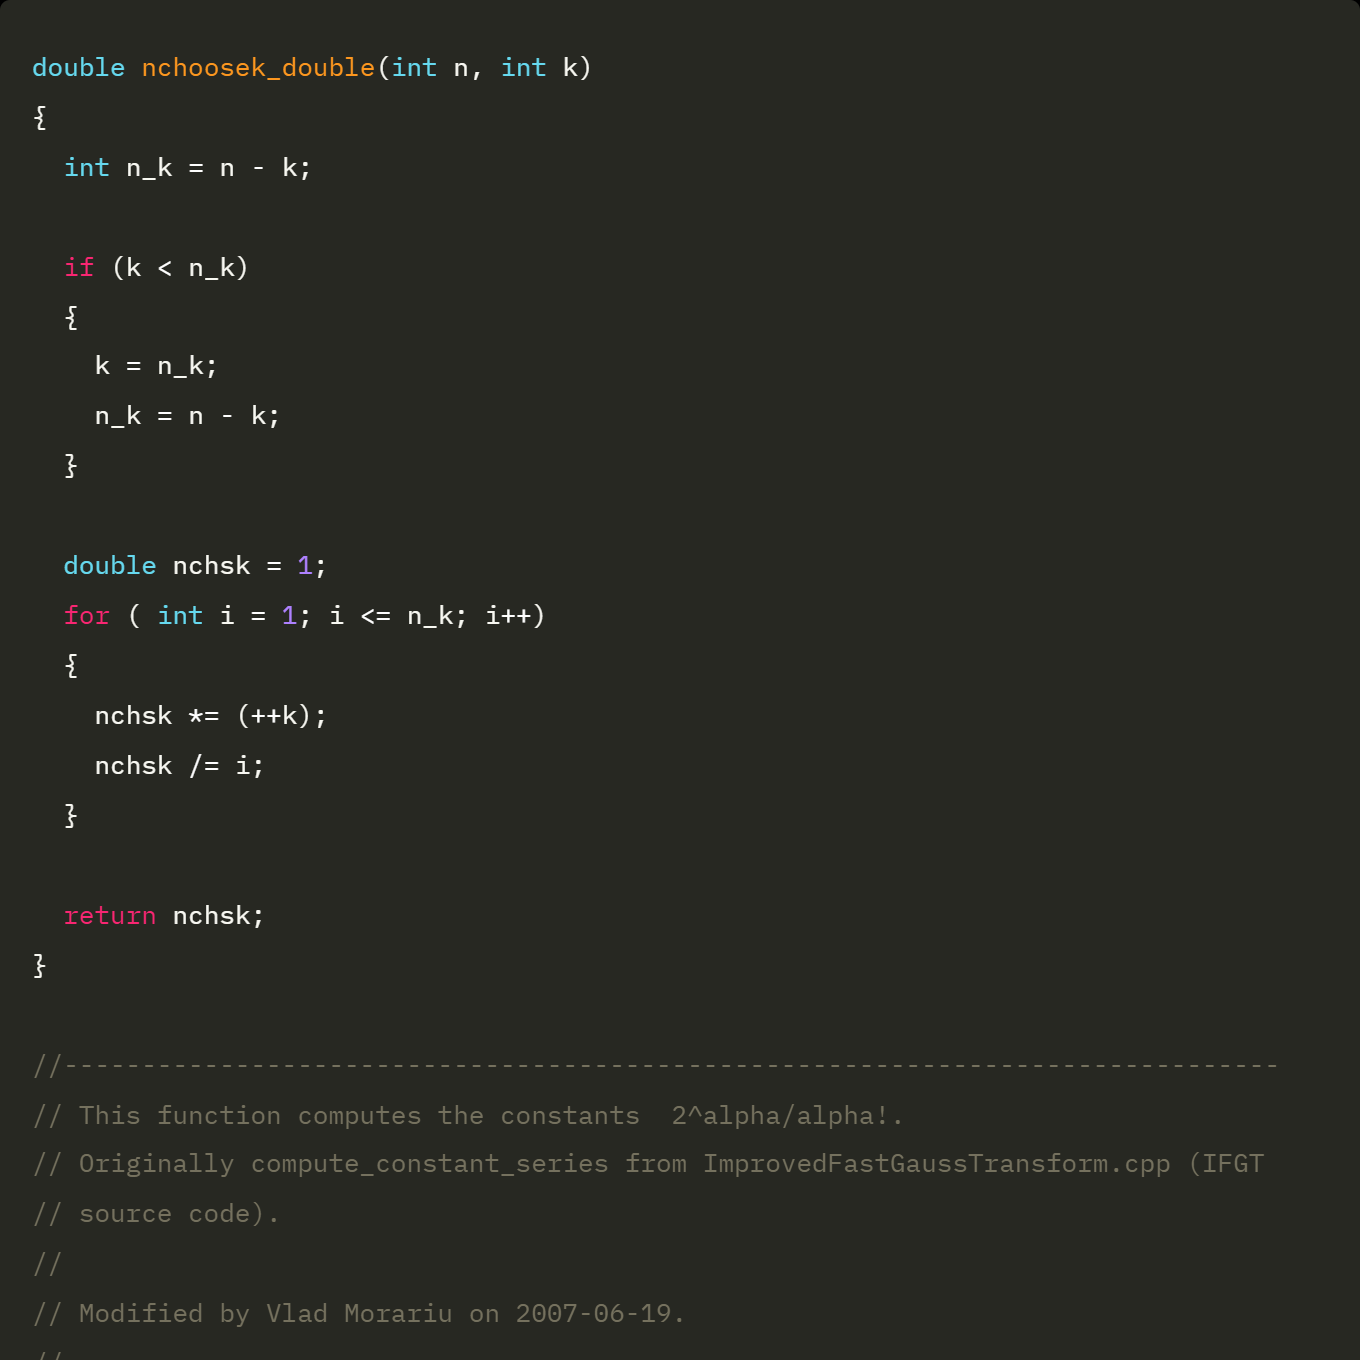 double nchoosek_double(int n, int k)
{
  int n_k = n - k;

  if (k < n_k)
  {
    k = n_k;
    n_k = n - k;
  }

  double nchsk = 1;
  for ( int i = 1; i <= n_k; i++)
  {
    nchsk *= (++k);
    nchsk /= i;
  }

  return nchsk;
}

//------------------------------------------------------------------------------
// This function computes the constants  2^alpha/alpha!.
// Originally compute_constant_series from ImprovedFastGaussTransform.cpp (IFGT
// source code).
//
// Modified by Vlad Morariu on 2007-06-19.
//